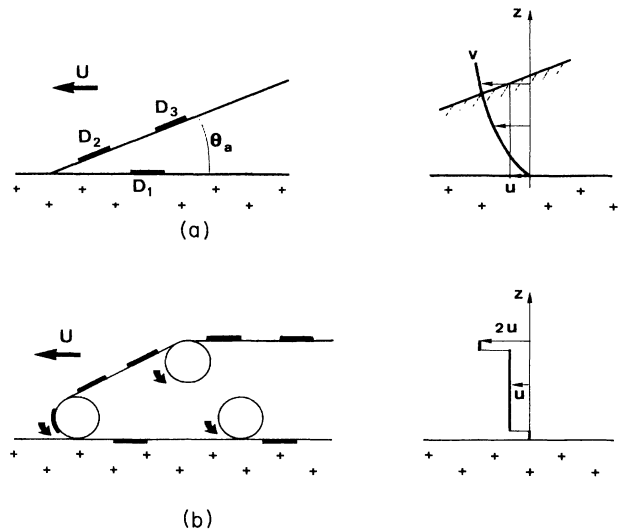 z
v
U
D₃
D₂
θₐ
D₁
u
+ + + + + + +
+ + + + + +
+ + + +
+ + +
(a)
z
U
2u
u
+ + + + + + +
+ + + + + +
+ + + +
+ + + +
(b)